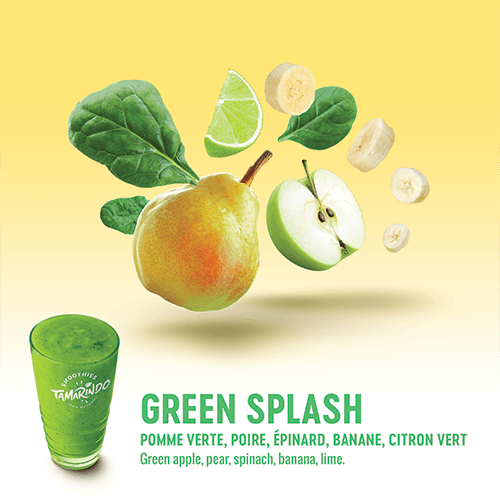 SMOOTHIES
TAMARINDO
GREEN SPLASH
POMME VERTE, POIRE, ÉPINARD, BANANE, CITRON VERT
Green apple, pear, spinach, banana, lime.